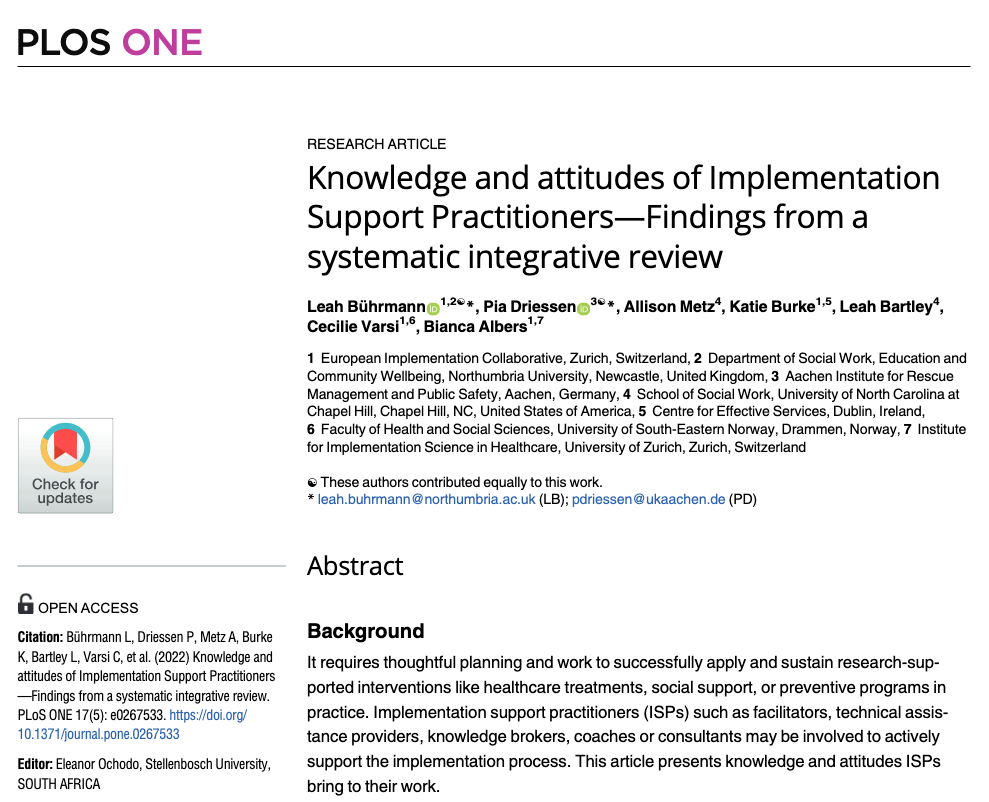 PLOS ONE
RESEARCH ARTICLE
Knowledge and attitudes of Implementation
Support Practitioners—Findings from a
systematic integrative review
Leah Bührmann iD 1,2☯*, Pia Driessen iD 3☯*, Allison Metz4, Katie Burke1,5, Leah Bartley4,
Cecilie Varsi1,6, Bianca Albers1,7
1 European Implementation Collaborative, Zurich, Switzerland, 2 Department of Social Work, Education and
Community Wellbeing, Northumbria University, Newcastle, United Kingdom, 3 Aachen Institute for Rescue
Management and Public Safety, Aachen, Germany, 4 School of Social Work, University of North Carolina at
Chapel Hill, Chapel Hill, NC, United States of America, 5 Centre for Effective Services, Dublin, Ireland,
6 Faculty of Health and Social Sciences, University of South-Eastern Norway, Drammen, Norway, 7 Institute
for Implementation Science in Healthcare, University of Zurich, Zurich, Switzerland
☯ These authors contributed equally to this work.
* leah.buhrmann@northumbria.ac.uk (LB); pdriessen@ukaachen.de (PD)
Check for
updates
OPEN ACCESS
Citation: Bührmann L, Driessen P, Metz A, Burke
K, Bartley L, Varsi C, et al. (2022) Knowledge and
attitudes of Implementation Support Practitioners
—Findings from a systematic integrative review.
PLoS ONE 17(5): e0267533. https://doi.org/
10.1371/journal.pone.0267533
Editor: Eleanor Ochodo, Stellenbosch University,
SOUTH AFRICA
Abstract
Background
It requires thoughtful planning and work to successfully apply and sustain research-sup-
ported interventions like healthcare treatments, social support, or preventive programs in
practice. Implementation support practitioners (ISPs) such as facilitators, technical assis-
tance providers, knowledge brokers, coaches or consultants may be involved to actively
support the implementation process. This article presents knowledge and attitudes ISPs
bring to their work.